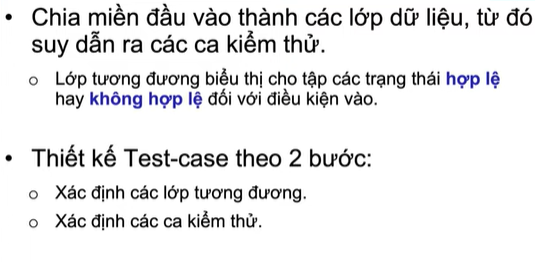 • Chia miền đầu vào thành các lớp dữ liệu, từ đó
suy dẫn ra các ca kiểm thử.
o Lớp tương đương biểu thị cho tập các trạng thái hợp lệ
hay không hợp lệ đối với điều kiện vào.
• Thiết kế Test-case theo 2 bước:
o Xác định các lớp tương đương.
o Xác định các ca kiểm thử.